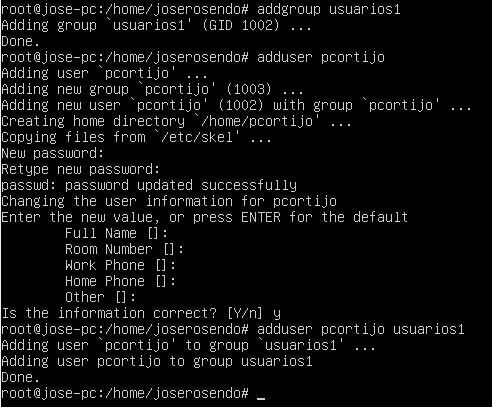 root@jose-pc:/home/joserosendo# addgroup usuarios1
Adding group `usuarios1' (GID 1002) ...
Done.
root@jose-pc:/home/joserosendo# adduser pcortijo
Adding user `pcortijo' ...
Adding new group `pcortijo' (1003) ...
Adding new user `pcortijo' (1002) with group `pcortijo' ...
Creating home directory `/home/pcortijo' ...
Copying files from `/etc/skel' ...
New password:
Retype new password:
passwd: password updated successfully
Changing the user information for pcortijo
Enter the new value, or press ENTER for the default
        Full Name []:
        Room Number []:
        Work Phone []:
        Home Phone []:
        Other []:
Is the information correct? [Y/n] y
root@jose-pc:/home/joserosendo# adduser pcortijo usuarios1
Adding user `pcortijo' to group `usuarios1' ...
Adding user pcortijo to group usuarios1
Done.
root@jose-pc:/home/joserosendo# _